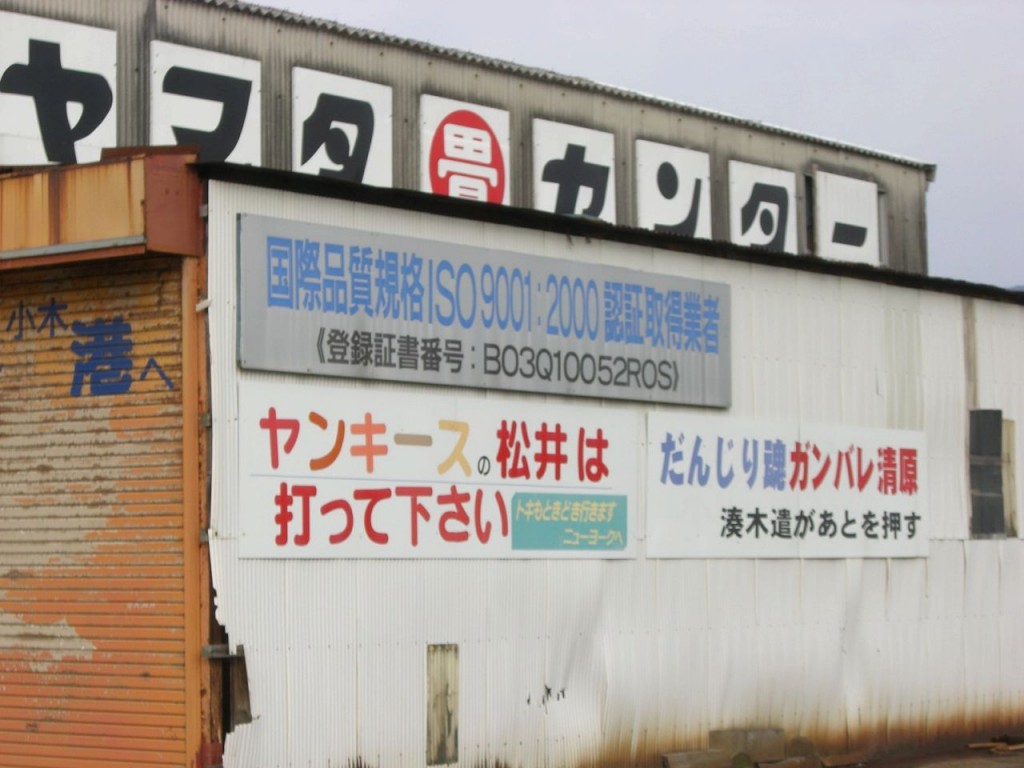 ヤマタ畳センター
国際品質規格ISO9001:2000認証取得業者
《登録証書番号:B03Q10052R0S》
ヤンキースの松井は
打って下さい
トキもときどき行きます
ニューヨークへ
だんじり魂ガンバレ清原
湊木遣があとを押す
小木
港へ